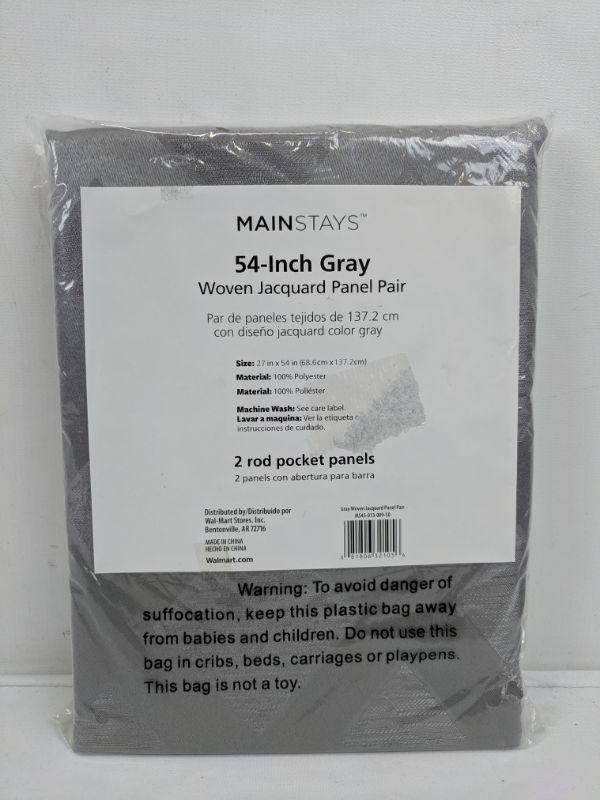 MAINSTAYS™
54-Inch Gray
Woven Jacquard Panel Pair
Par de paneles tejidos de 137.2 cm
con diseño jacquard color gray
Size: 27 in x 54 in (68.6cm x 137.2cm)
Material: 100% Polyester
Material: 100% Poliéster
Machine Wash: See care label.
Lavar a maquina: Ver la etiqueta
instrucciones de cuidado.
2 rod pocket panels
2 panels con abertura para barra
Distributed by/Distribuido por
Wal-Mart Stores, Inc.
Bentonville, AR 72716
MADE IN CHINA
HECHO EN CHINA
Walmart.com
Gray Woven Jacquard Panel Pair
Warning: To avoid danger of
suffocation, keep this plastic bag away
from babies and children. Do not use this
bag in cribs, beds, carriages or playpens.
This bag is not a toy.